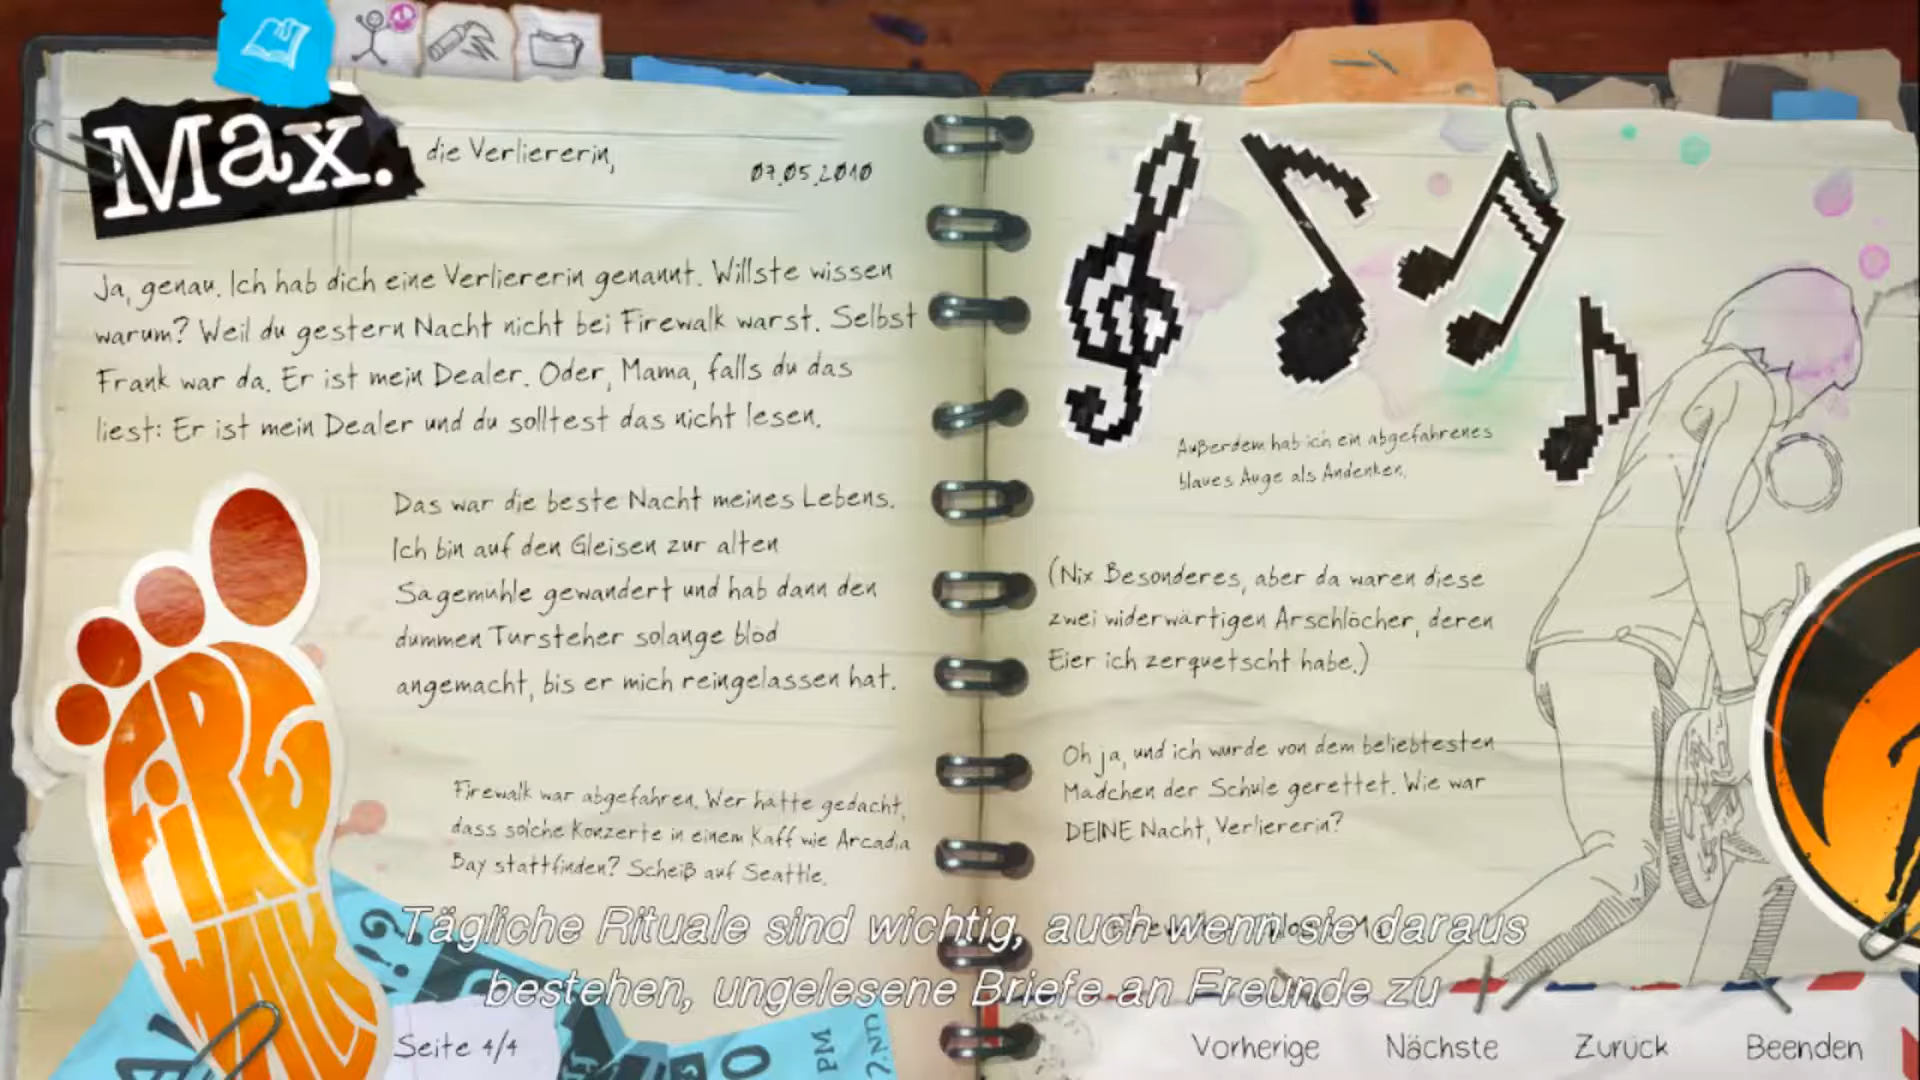 Max.
die Verliererin,
07.05.2010
Ja, genau. Ich hab dich eine Verliererin genannt. Willste wissen
warum? Weil du gestern Nacht nicht bei Firewalk warst. Selbst
Frank war da. Er ist mein Dealer. Oder, Mama, falls du das
liest: Er ist mein Dealer und du solltest das nicht lesen.
Das war die beste Nacht meines Lebens.
Ich bin auf den Gleisen zur alten
Sagemuhle gewandert und hab dann den
dummen Tursteher solange blod
angemacht, bis er mich reingelassen hat.
Firewalk war abgefahren. Wer hatte gedacht,
dass solche Konzerte in einem Kaff wie Arcadia
Bay stattfinden? Scheiß auf Seattle.
FIRE
WALK
Außerdem hab ich ein abgefahrenes
blaues Auge als Andenken.
(Nix Besonderes, aber da waren diese
zwei widerwärtigen Arschlöcher, deren
Eier ich zerquetscht habe.)
Oh ja, und ich wurde von dem beliebtesten
Madchen der Schule gerettet. Wie war
DEINE Nacht, Verliererin?
Tägliche Rituale sind wichtig, auch wenn sie daraus
bestehen, ungelesene Briefe an Freunde zu
Seite 4/4
PM
Vorherige Nächste Zurück Beenden